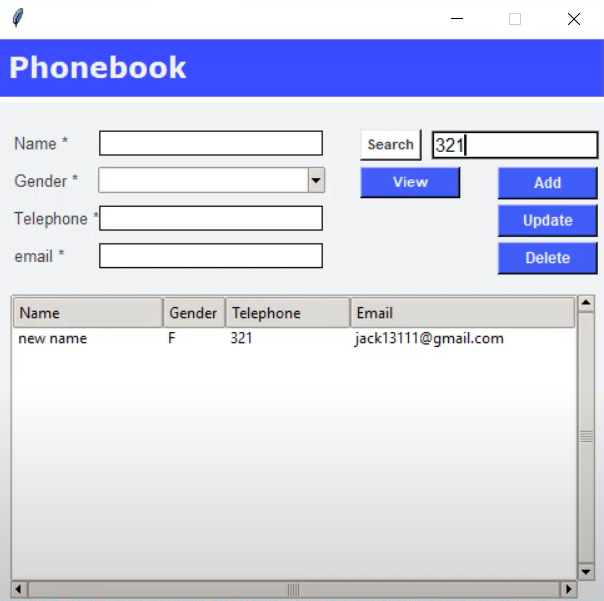 Phonebook
Name * Search 321
Gender * View Add
Telephone * Update
email * Delete
Name Gender Telephone Email
new name F 321 jack13111@gmail.com